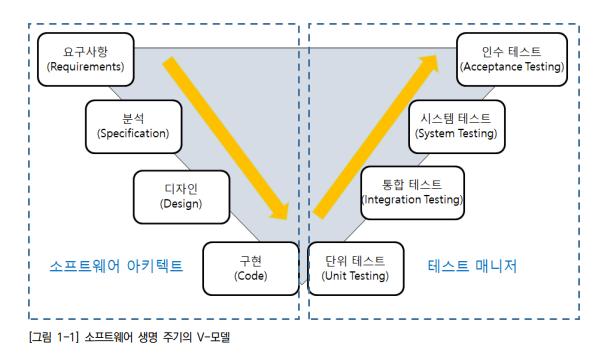 요구사항
(Requirements)
분석
(Specification)
디자인
(Design)
구현
(Code)
소프트웨어 아키텍트
인수 테스트
(Acceptance Testing)
시스템 테스트
(System Testing)
통합 테스트
(Integration Testing)
단위 테스트
(Unit Testing)
테스트 매니저
[그림 1-1] 소프트웨어 생명 주기의 V-모델